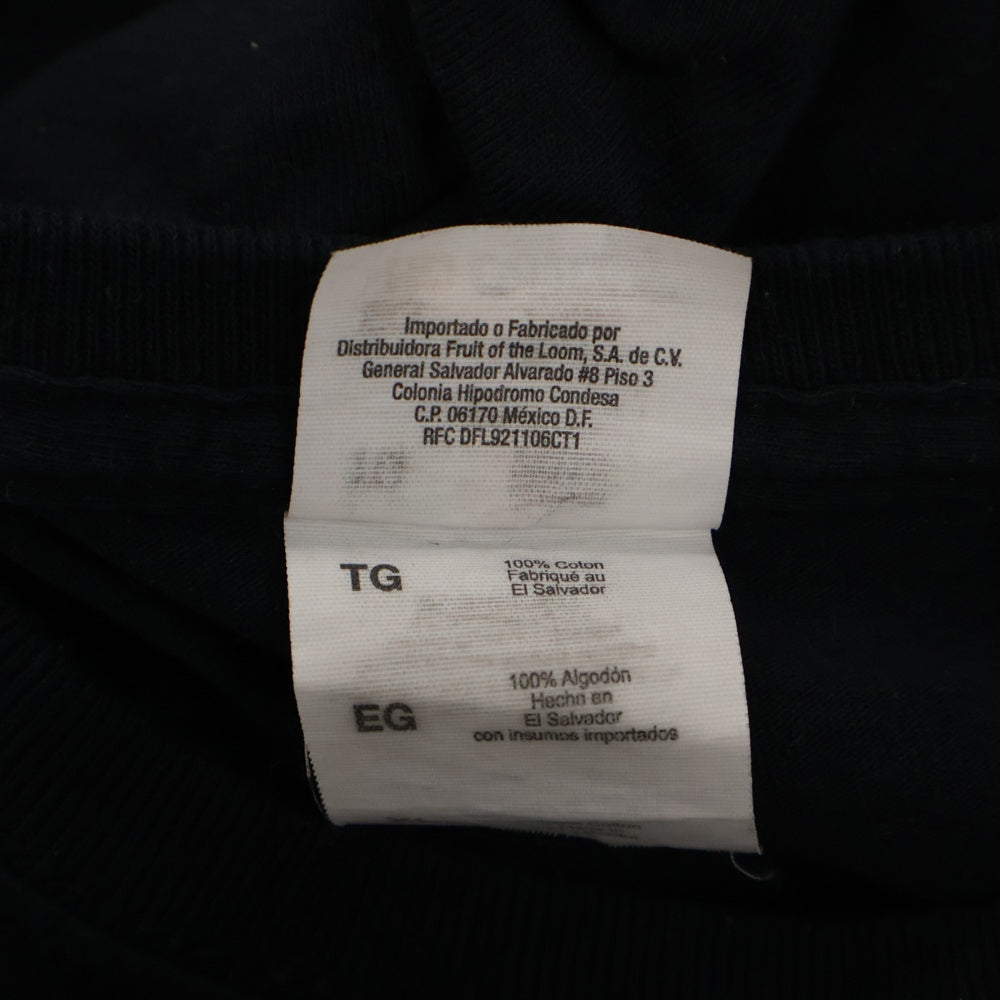 Importado o Fabricado por
Distribuidora Fruit of the Loom, S.A. de C.V.
General Salvador Alvarado #8 Piso 3
Colonia Hipodromo Condesa
C.P. 06170 México D.F.
RFC DFL921106CT1
TG
100% Coton
Fabriqué au
El Salvador
EG
100% Algodón
Hecho en
El Salvador
con insumos importados